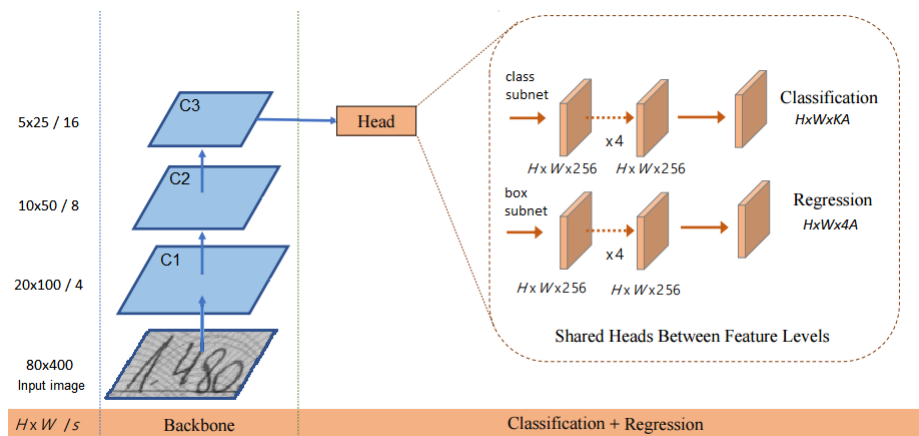 C3
5x25 / 16
Head
class
subnet
x4
HxWx256
HxWx256
Classification
HxWxKA
C2
10x50 / 8
box
subnet
x4
HxWx256
HxWx256
Regression
HxWx4A
C1
20x100 / 4
Shared Heads Between Feature Levels
80x400
Input image
1.480
HxW /s
Backbone
Classification + Regression